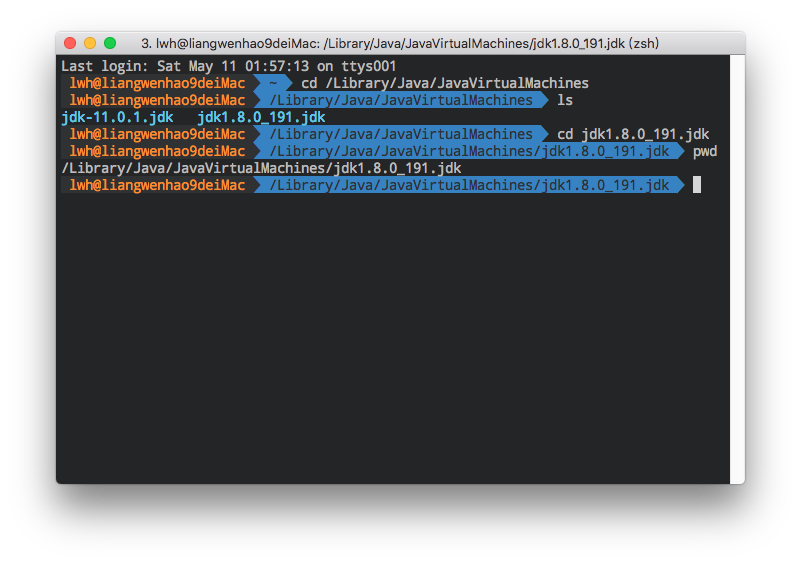 3. lwh@liangwenhao9deiMac: /Library/Java/JavaVirtualMachines/jdk1.8.0_191.jdk (zsh)
Last login: Sat May 11 01:57:13 on ttys001
lwh@liangwenhao9deiMac ~ cd /Library/Java/JavaVirtualMachines
lwh@liangwenhao9deiMac /Library/Java/JavaVirtualMachines ls
jdk-11.0.1.jdk jdk1.8.0_191.jdk
lwh@liangwenhao9deiMac /Library/Java/JavaVirtualMachines cd jdk1.8.0_191.jdk
lwh@liangwenhao9deiMac /Library/Java/JavaVirtualMachines/jdk1.8.0_191.jdk pwd
/Library/Java/JavaVirtualMachines/jdk1.8.0_191.jdk
lwh@liangwenhao9deiMac /Library/Java/JavaVirtualMachines/jdk1.8.0_191.jdk